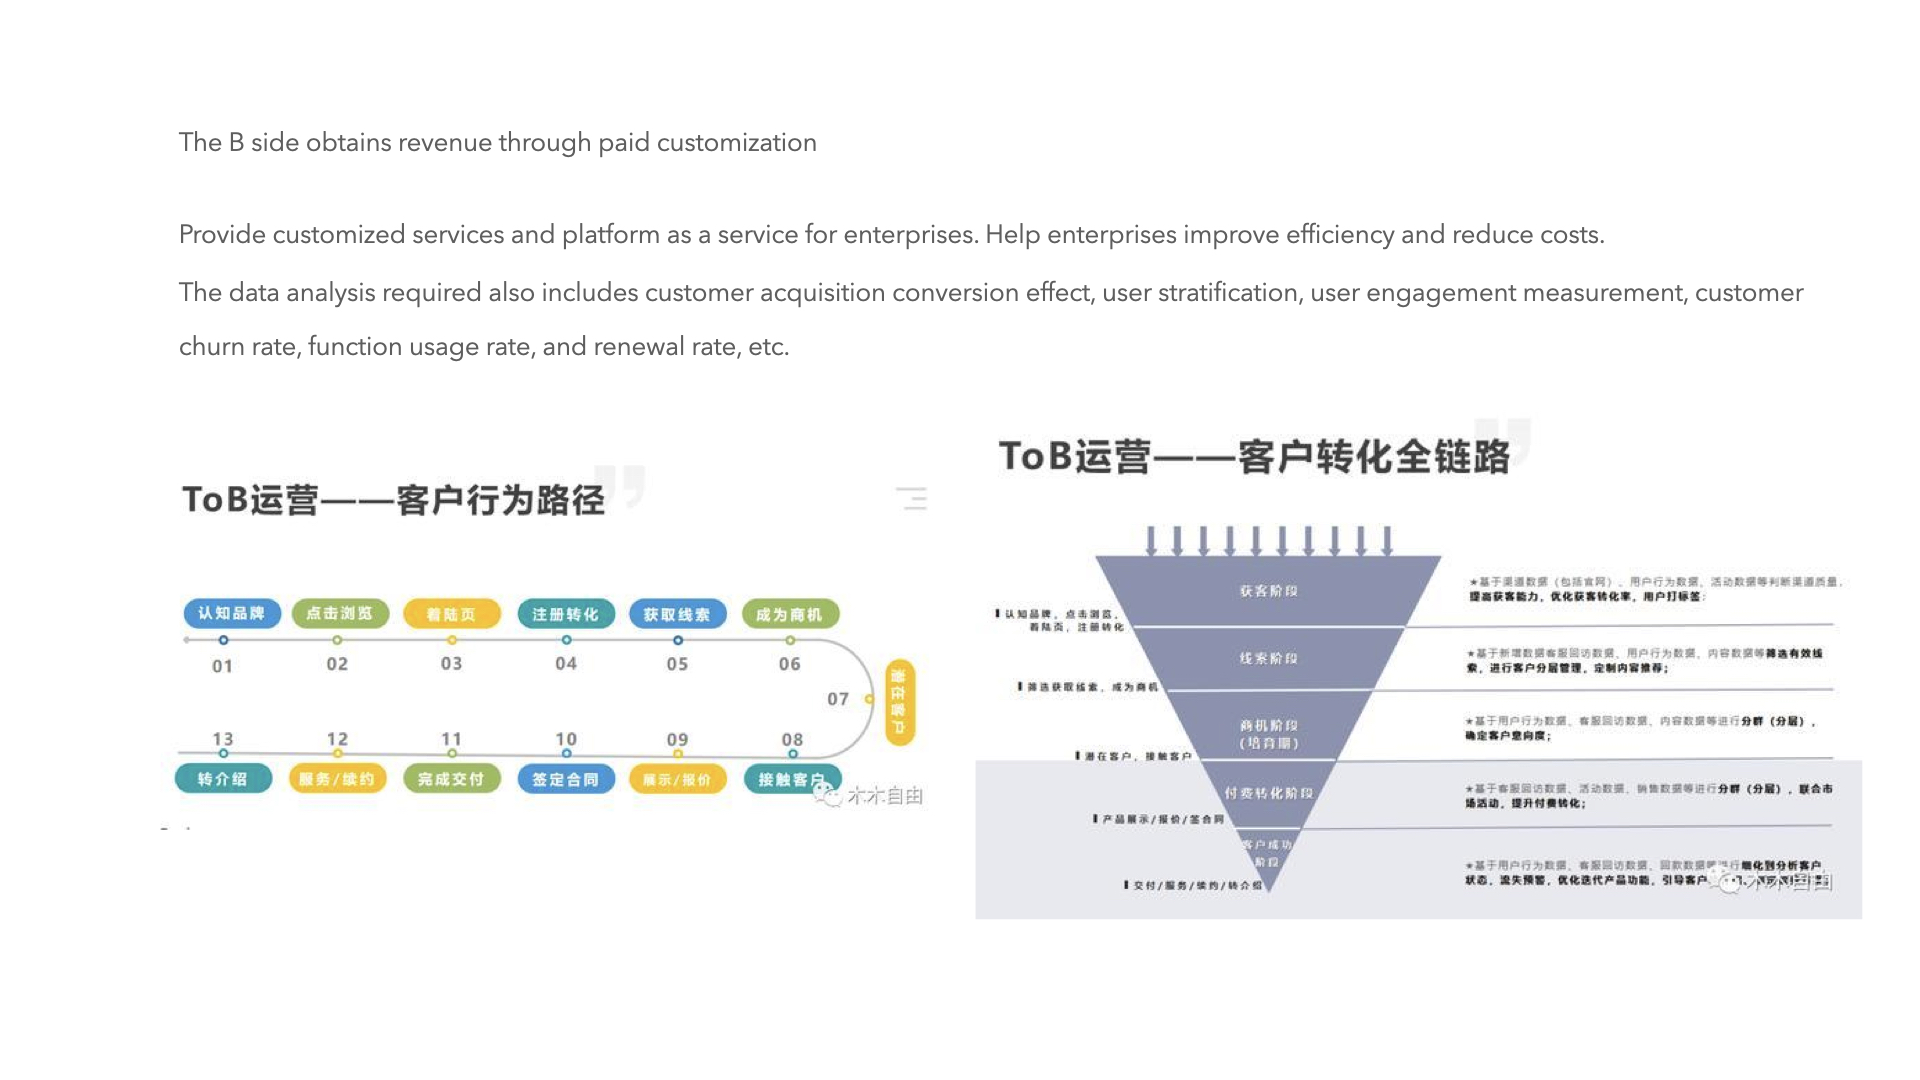 The B side obtains revenue through paid customization
Provide customized services and platform as a service for enterprises. Help enterprises improve efficiency and reduce costs.
The data analysis required also includes customer acquisition conversion effect, user stratification, user engagement measurement, customer
churn rate, function usage rate, and renewal rate, etc.
ToB运营——客户行为路径
认知品牌 点击浏览 着陆页 注册转化 获取线索 成为商机
01 02 03 04 05 06
07 潜在客户
13 12 11 10 09 08
转介绍 服务/续约 完成交付 签定合同 展示/报价 接触客户
木木自由
ToB运营——客户转化全链路
获客阶段
认知品牌，点击浏览，
着陆页，注册转化
★基于渠道数据（包括官网）、用户行为数据、活动数据等判断渠道质量，
提高获客能力，优化获客转化率，用户打标签；
线索阶段
筛选获取线索，成为商机
★基于新增数据客服回访数据、用户行为数据、内容数据等筛选有效线
索，进行客户分层管理，定制内容推荐；
商机阶段
（培育期）
潜在客户，接触客户
★基于用户行为数据、客服回访数据、内容数据等进行分群（分层），
确定客户意向度；
付费转化阶段
产品展示/报价/签合同
★基于客服回访数据、活动数据、销售数据等进行分群（分层），联合市
场活动，提升付费转化；
客户成功
阶段
交付/服务/续约/转介绍
★基于用户行为数据、客服回访数据、回款数据等进行细化到分析客户
状态，流失预警，优化迭代产品功能，引导客户
木木自由